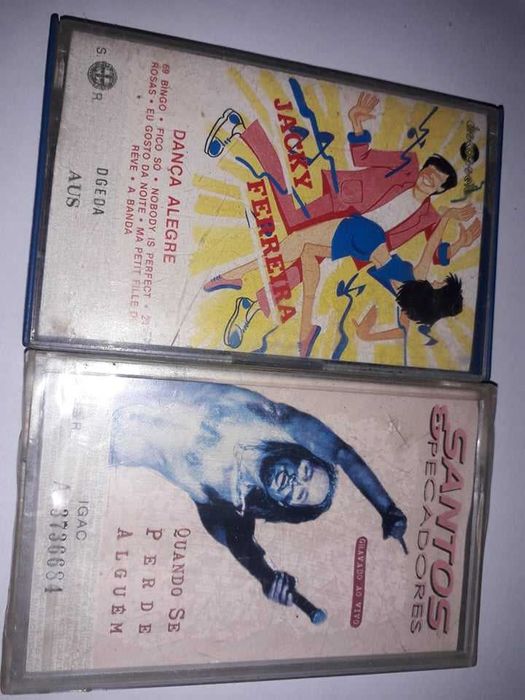 JACKY
FERREIRA
DANÇA ALEGRE
69 BINGO • FICO SÓ • NOBODY IS PERFECT • 21
ROSAS • EU GOSTO DA NOITE • MA PETIT FILLE D
RÊVE • A BANDA
S R
DGEDA
AUS
SANTOS
& PECADORES
GRAVADO AO VIVO
QUANDO SE
PERDE
ALGUÉM
R
IGAC
A 3736684